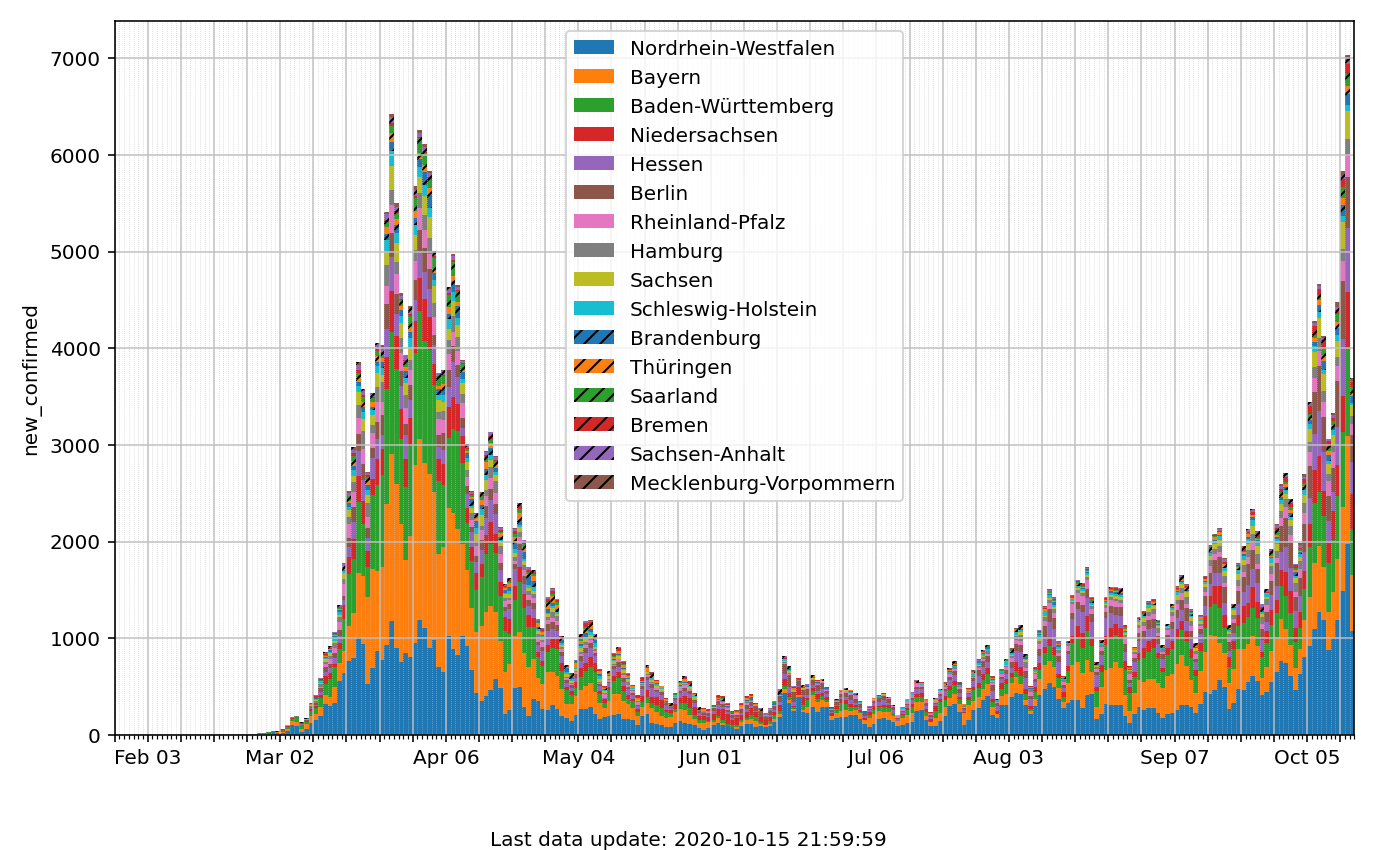 7000
6000
5000
4000
3000
2000
1000
0
new_confirmed
Nordrhein-Westfalen
Bayern
Baden-Württemberg
Niedersachsen
Hessen
Berlin
Rheinland-Pfalz
Hamburg
Sachsen
Schleswig-Holstein
Brandenburg
Thüringen
Saarland
Bremen
Sachsen-Anhalt
Mecklenburg-Vorpommern
Feb 03 Mar 02 Apr 06 May 04 Jun 01 Jul 06 Aug 03 Sep 07 Oct 05
Last data update: 2020-10-15 21:59:59